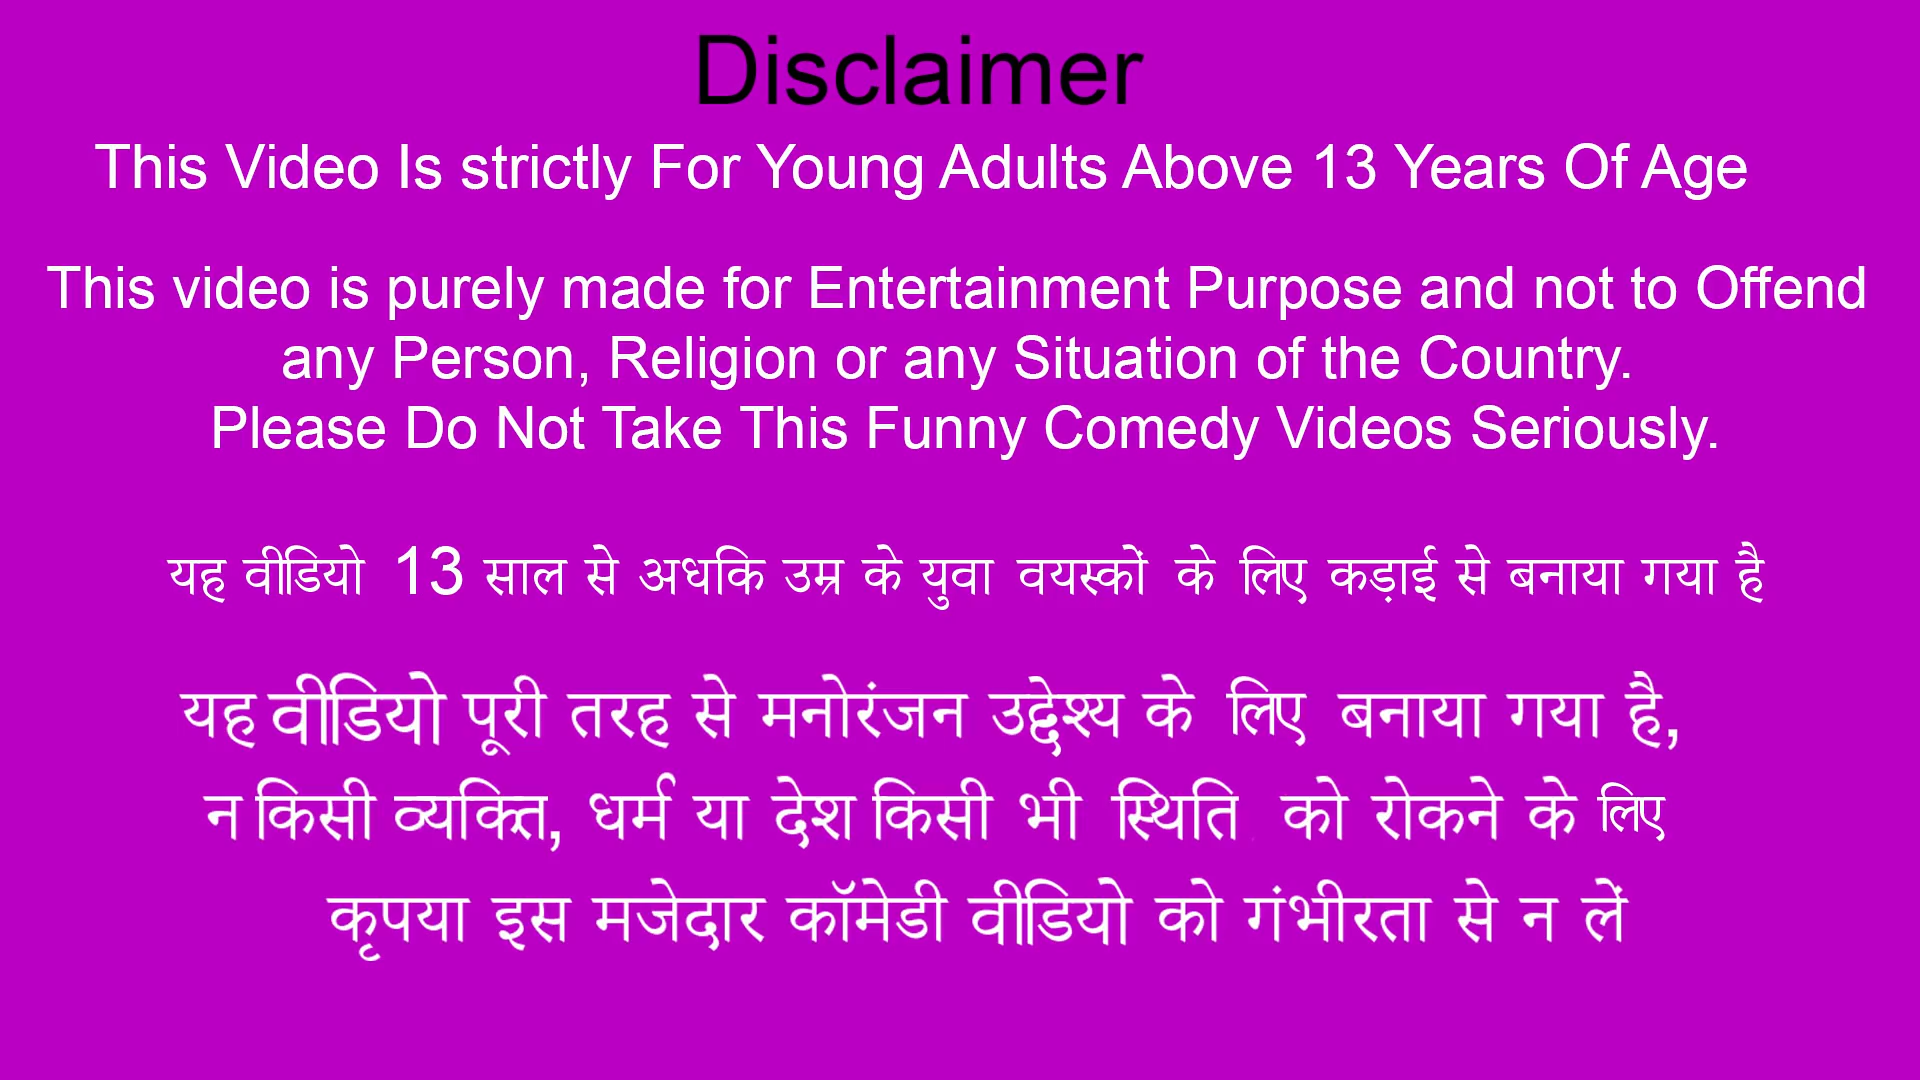 Disclaimer
This Video Is strictly For Young Adults Above 13 Years Of Age
This video is purely made for Entertainment Purpose and not to Offend
any Person, Religion or any Situation of the Country.
Please Do Not Take This Funny Comedy Videos Seriously.
यह वीडियो 13 साल से अधकि उम्र के युवा वयस्कों के लिए कड़ाई से बनाया गया है
यह वीडियो पूरी तरह से मनोरंजन उद्देश्य के लिए बनाया गया है,
न किसी व्यक्ति, धर्म या देश किसी भी स्थिति को रोकने के लिए
कृपया इस मजेदार कॉमेडी वीडियो को गंभीरता से न लें